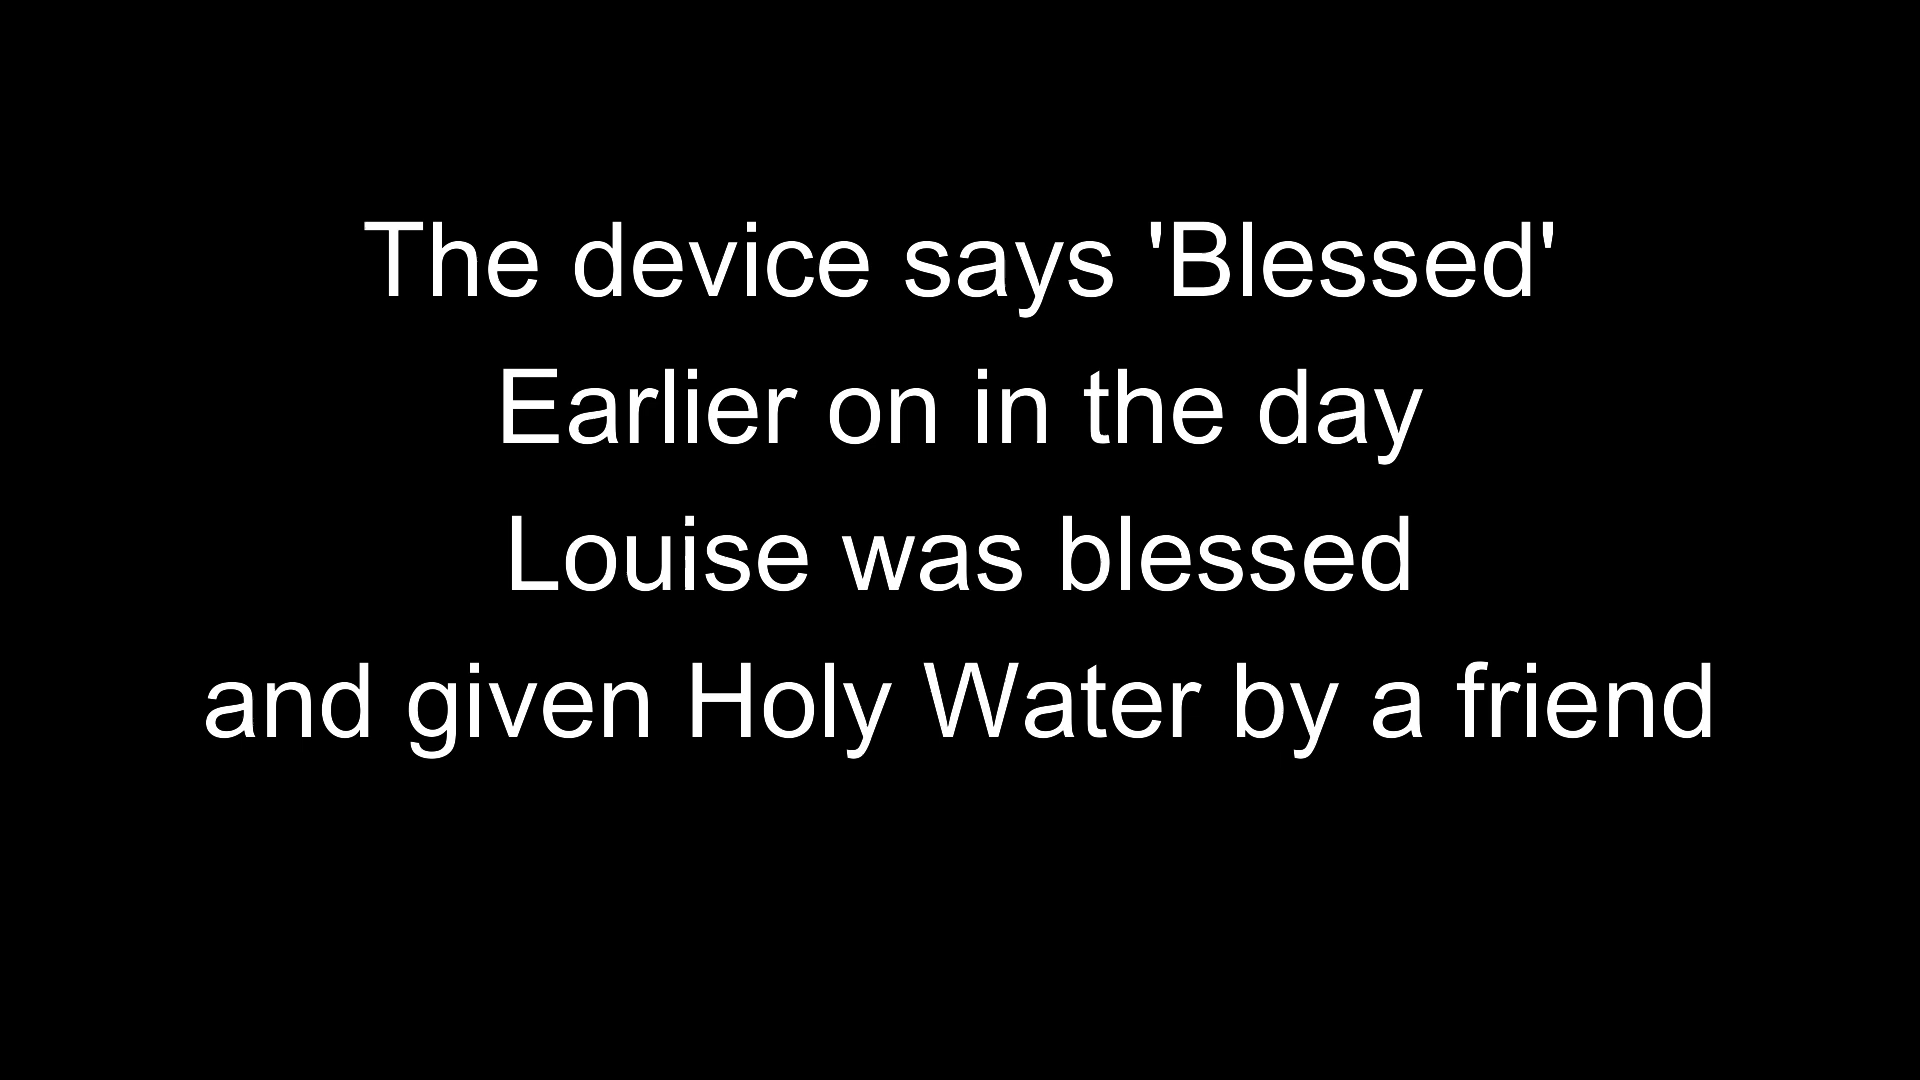 The device says 'Blessed'
Earlier on in the day
Louise was blessed
and given Holy Water by a friend